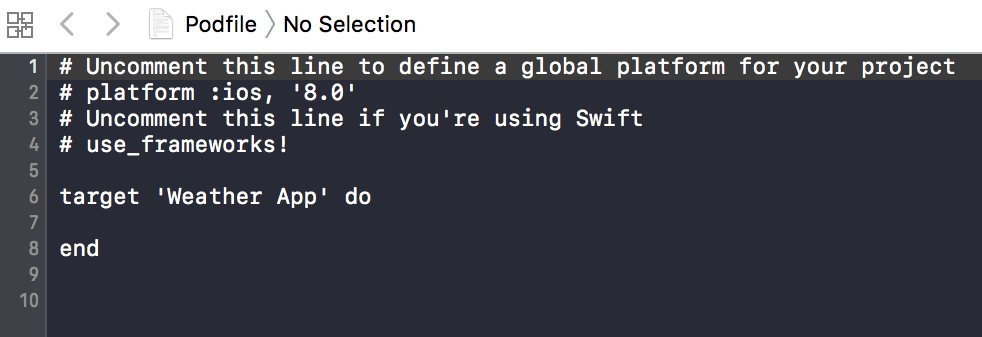 Podfile 〉 No Selection
1 # Uncomment this line to define a global platform for your project
2 # platform :ios, '8.0'
3 # Uncomment this line if you're using Swift
4 # use_frameworks!
5
6 target 'Weather App' do
7
8 end
9
10